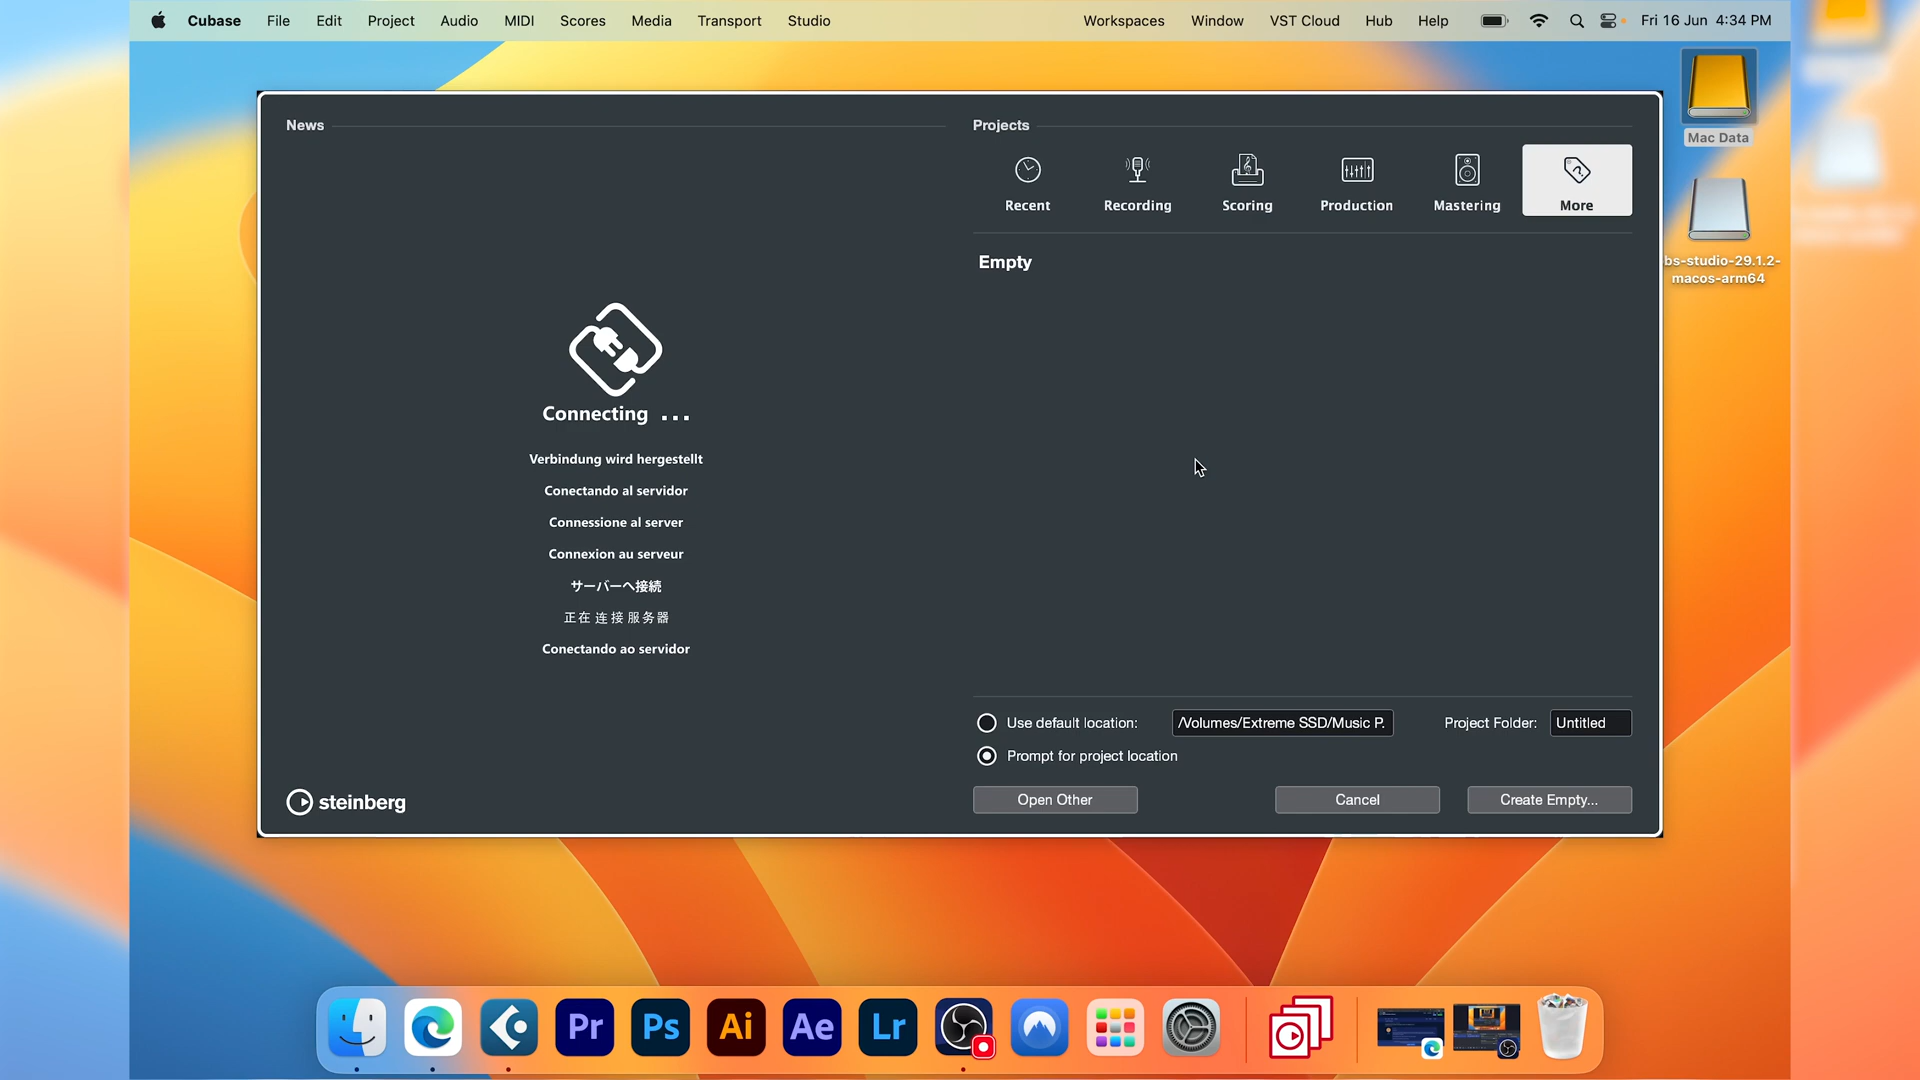 Cubase File Edit Project Audio MIDI Scores Media Transport Studio Workspaces Window VST Cloud Hub Help Fri 16 Jun 4:34 PM
News
Projects
Recent Recording Scoring Production Mastering More
Empty
Connecting ...
Verbindung wird hergestellt
Conectando al servidor
Connessione al server
Connexion au serveur
サーバーへ接続
正在连接服务器
Conectando ao servidor
Use default location: /Volumes/Extreme SSD/Music P. Project Folder: Untitled
Prompt for project location
Open Other Cancel Create Empty...
steinberg
Mac Data
bs-studio-29.1.2-
macos-arm64
Pr Ps Ai Ae Lr